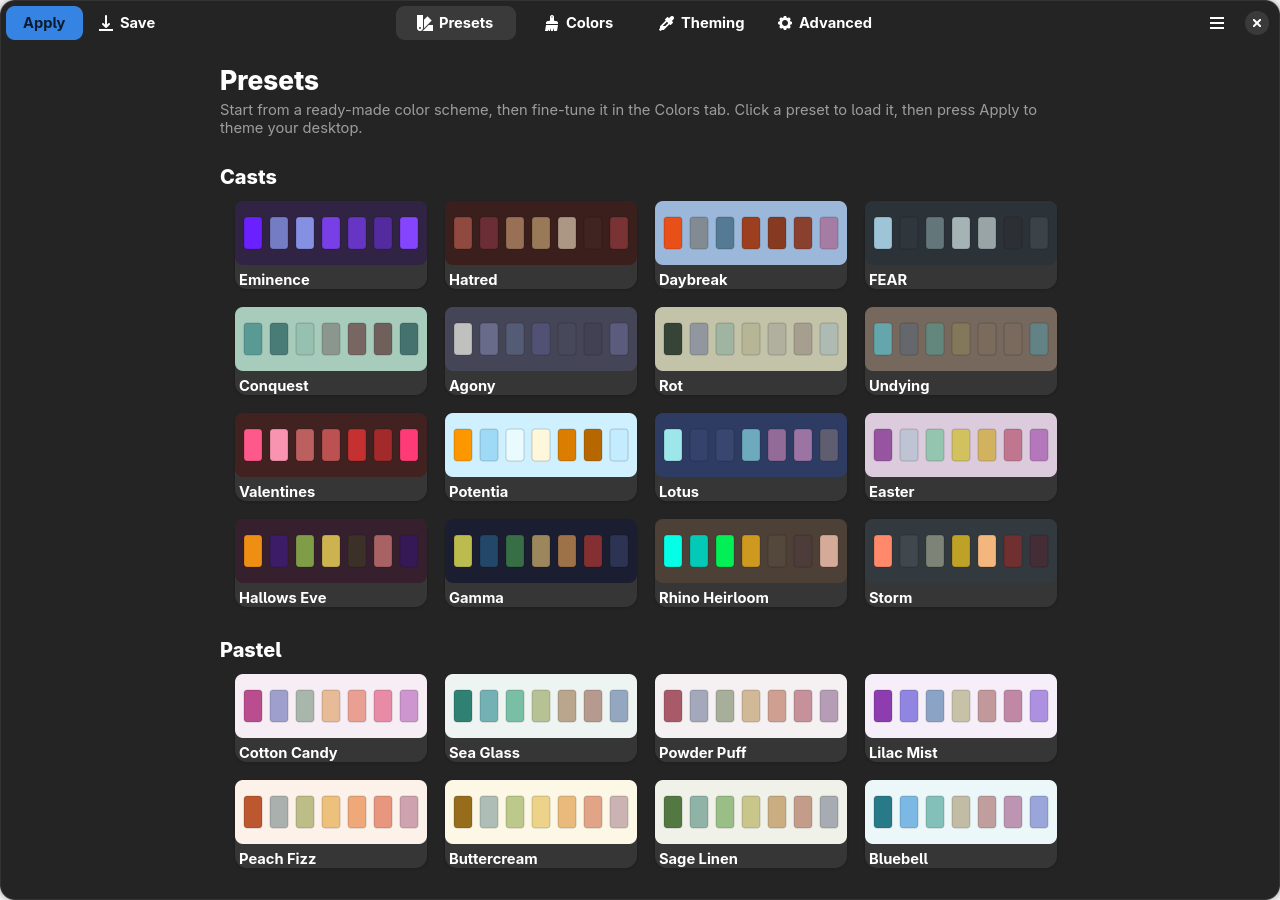 Apply
Save
Presets
Colors
Theming
Advanced
Presets
Start from a ready-made color scheme, then fine-tune it in the Colors tab. Click a preset to load it, then press Apply to
theme your desktop.
Casts
Eminence
Hatred
Daybreak
FEAR
Conquest
Agony
Rot
Undying
Valentines
Potentia
Lotus
Easter
Hallows Eve
Gamma
Rhino Heirloom
Storm
Pastel
Cotton Candy
Sea Glass
Powder Puff
Lilac Mist
Peach Fizz
Buttercream
Sage Linen
Bluebell